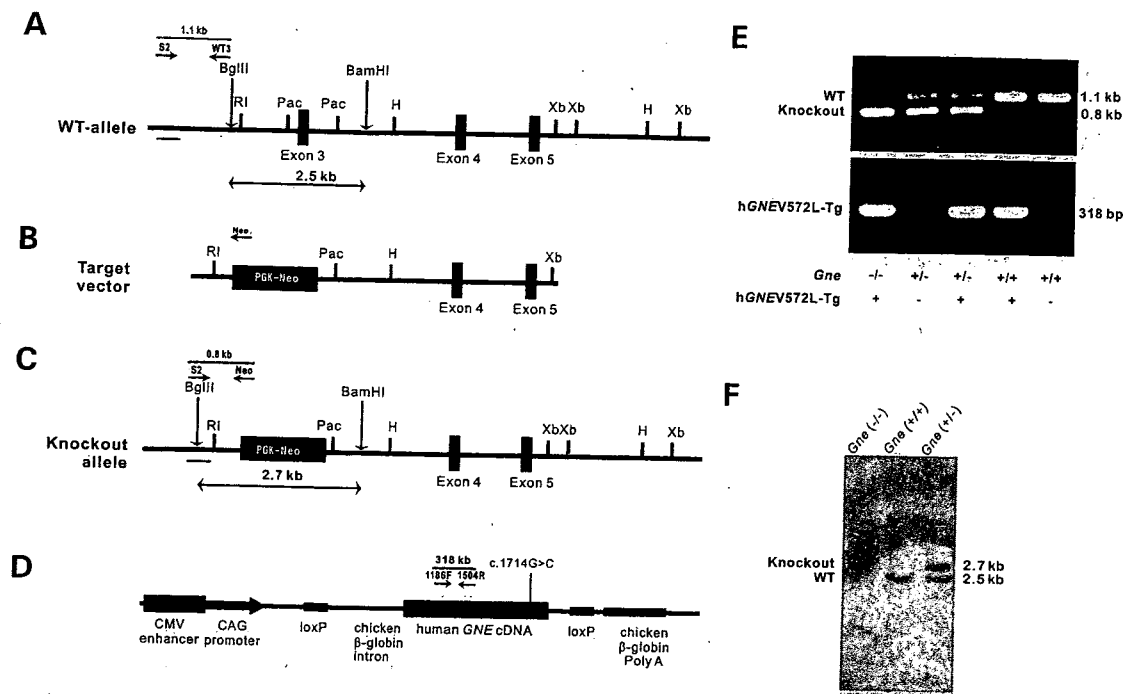 A
1.1 kb
S2 WT3
BglII BamHI
RI Pac Pac H Xb Xb H Xb
WT-allele
Exon 3 Exon 4 Exon 5
2.5 kb
B
Neo.
RI Pac H Xb
Target
vector
PGK-Neo
Exon 4 Exon 5
C
0.8 kb
S2 Neo
BglII BamHI
RI Pac H Xb Xb H Xb
Knockout
allele
PGK-Neo
Exon 4 Exon 5
2.7 kb
D
318 kb
1186F 1504R
c.1714G>C
CMV
enhancer
CAG
promoter
loxP
chicken
β-globin
intron
human GNE cDNA
loxP
chicken
β-globin
Poly A
E
WT 1.1 kb
Knockout 0.8 kb
hGNEV572L-Tg 318 bp
Gne -/- +/- +/- +/+ +/+
hGNEV572L-Tg + - + + -
F
Gne (-/-) Gne (+/+) Gne (+/-)
Knockout 2.7 kb
WT 2.5 kb